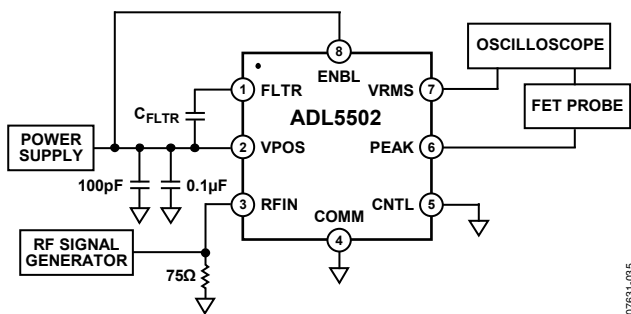 8
ENBL
OSCILLOSCOPE
1 FLTR
VRMS 7
C_FLTR
ADL5502
FET PROBE
POWER
SUPPLY
2 VPOS
PEAK 6
100pF
0.1µF
3 RFIN
CNTL 5
COMM
4
RF SIGNAL
GENERATOR
75Ω
07631-035